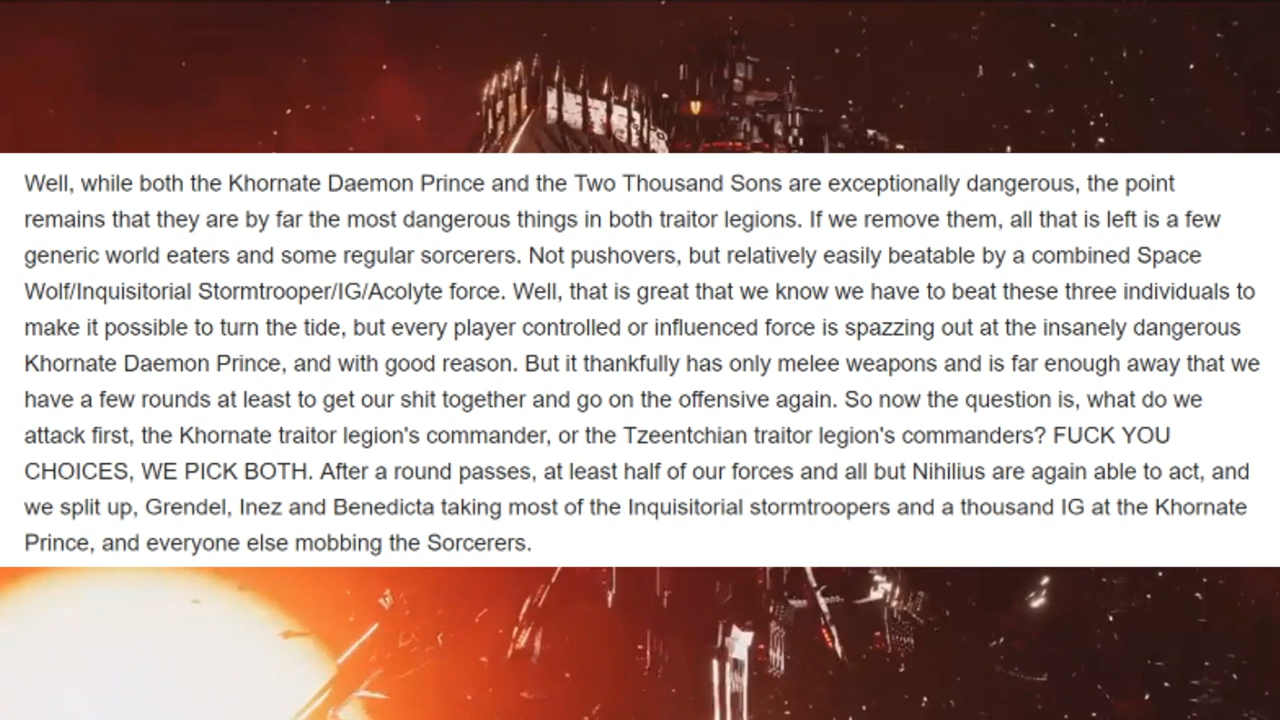 Well, while both the Khornate Daemon Prince and the Two Thousand Sons are exceptionally dangerous, the point
remains that they are by far the most dangerous things in both traitor legions. If we remove them, all that is left is a few
generic world eaters and some regular sorcerers. Not pushovers, but relatively easily beatable by a combined Space
Wolf/Inquisitorial Stormtrooper/IG/Acolyte force. Well, that is great that we know we have to beat these three individuals to
make it possible to turn the tide, but every player controlled or influenced force is spazzing out at the insanely dangerous
Khornate Daemon Prince, and with good reason. But it thankfully has only melee weapons and is far enough away that we
have a few rounds at least to get our shit together and go on the offensive again. So now the question is, what do we
attack first, the Khornate traitor legion's commander, or the Tzeentchian traitor legion's commanders? FUCK YOU
CHOICES, WE PICK BOTH. After a round passes, at least half of our forces and all but Nihilius are again able to act, and
we split up, Grendel, Inez and Benedicta taking most of the Inquisitorial stormtroopers and a thousand IG at the Khornate
Prince, and everyone else mobbing the Sorcerers.